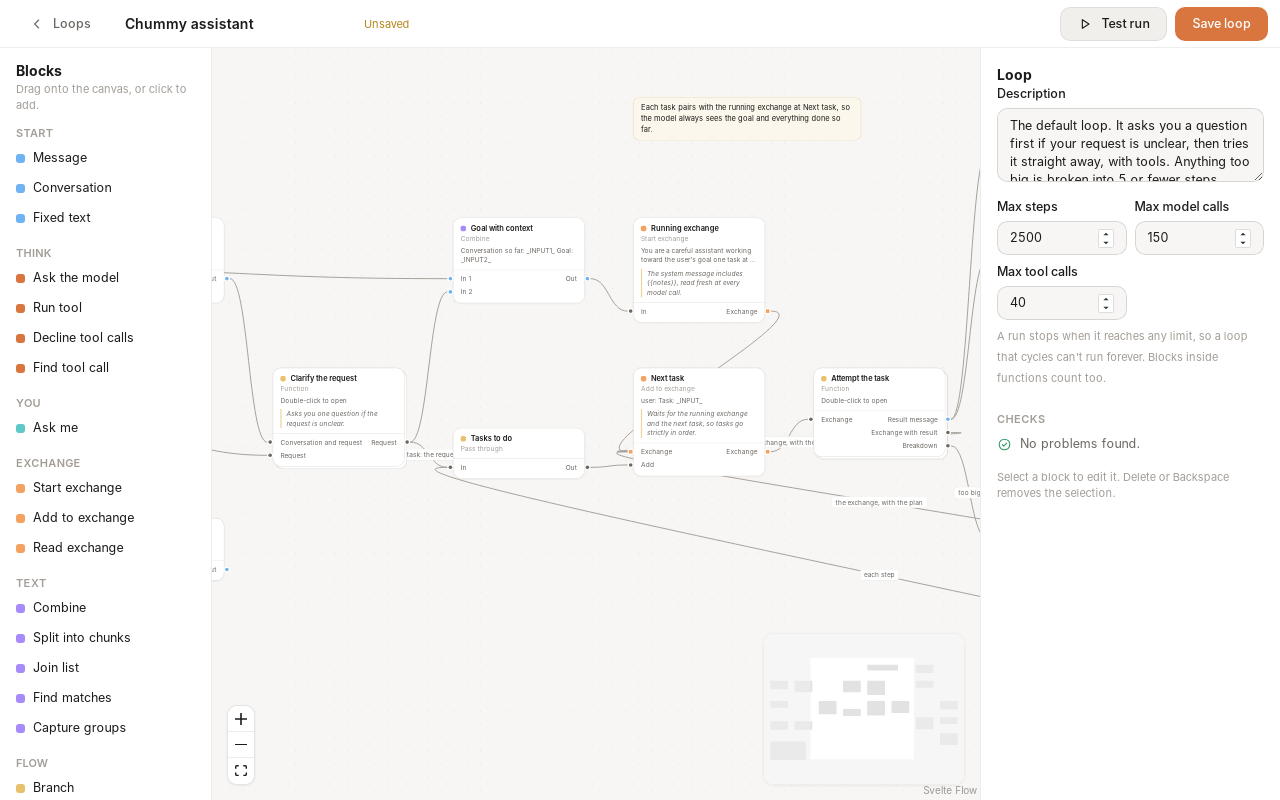 Loops
Chummy assistant
Unsaved
Test run
Save loop
Blocks
Drag onto the canvas, or click to
add.
START
Message
Conversation
Fixed text
THINK
Ask the model
Run tool
Decline tool calls
Find tool call
YOU
Ask me
EXCHANGE
Start exchange
Add to exchange
Read exchange
TEXT
Combine
Split into chunks
Join list
Find matches
Capture groups
FLOW
Branch
Each task pairs with the running exchange at Next task, so
the model always sees the goal and everything done so
far.
Goal with context
Combine
Conversation so far: _INPUT1_ Goal:
_INPUT2_
In 1
Out
In 2
Running exchange
Start exchange
You are a careful assistant working
toward the user's goal one task at ...
The system message includes
{{notes}}, read fresh at every
model call.
In
Exchange
Clarify the request
Function
Double-click to open
Asks you one question if the
request is unclear.
Conversation and request
Request
Request
task: the reque
Tasks to do
Pass through
In
Out
Next task
Add to exchange
user: Task: _INPUT_
Waits for the running exchange
and the next task, so tasks go
strictly in order.
Exchange
Exchange
Add
Attempt the task
Function
Double-click to open
Exchange
Result message
Exchange with result
Breakdown
the exchange, with the plan
too big
each step
Svelte Flow
Loop
Description
The default loop. It asks you a question
first if your request is unclear, then tries
it straight away, with tools. Anything too
big is broken into 5 or fewer steps
Max steps
Max model calls
2500
150
Max tool calls
40
A run stops when it reaches any limit, so a loop
that cycles can't run forever. Blocks inside
functions count too.
CHECKS
No problems found.
Select a block to edit it. Delete or Backspace
removes the selection.